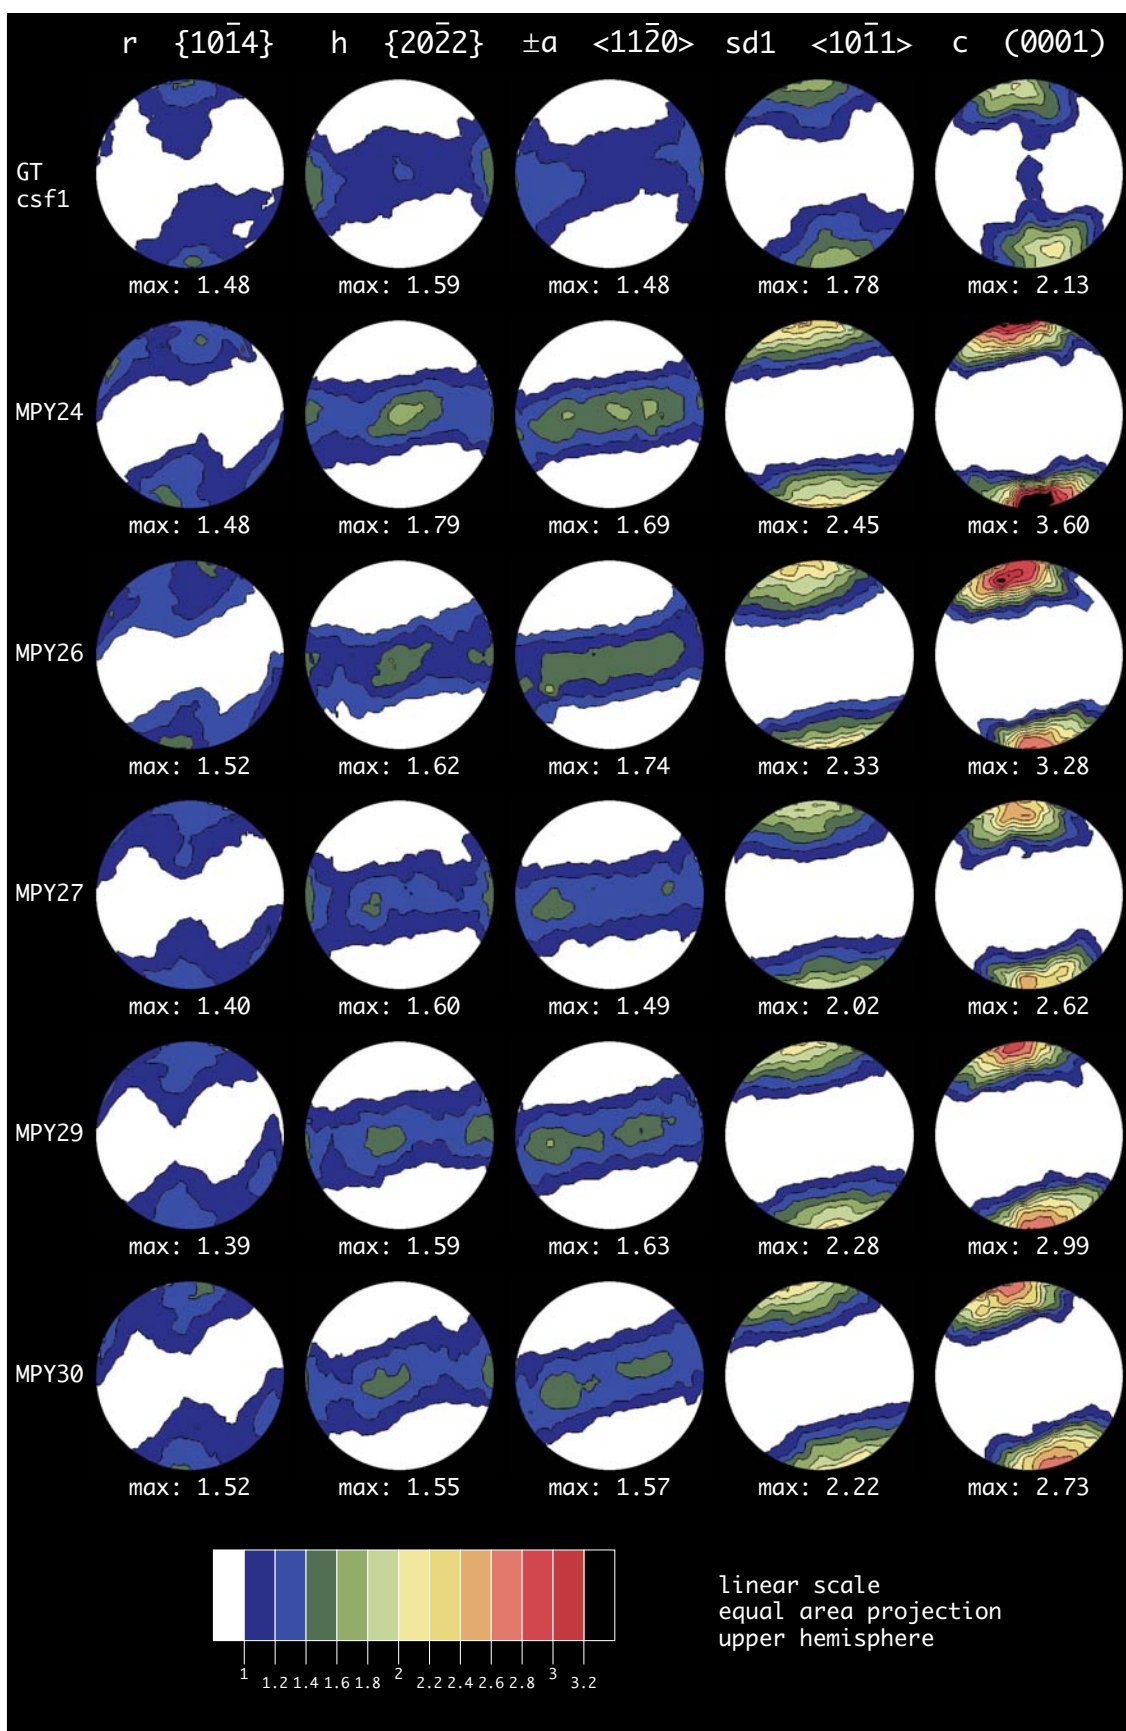 r {101̄4} h {202̄2} ±a <112̄0> sd1 <101̄1> c (0001)
GT
csf1
max: 1.48 max: 1.59 max: 1.48 max: 1.78 max: 2.13
MPY24
max: 1.48 max: 1.79 max: 1.69 max: 2.45 max: 3.60
MPY26
max: 1.52 max: 1.62 max: 1.74 max: 2.33 max: 3.28
MPY27
max: 1.40 max: 1.60 max: 1.49 max: 2.02 max: 2.62
MPY29
max: 1.39 max: 1.59 max: 1.63 max: 2.28 max: 2.99
MPY30
max: 1.52 max: 1.55 max: 1.57 max: 2.22 max: 2.73
linear scale
equal area projection
upper hemisphere
1 1.2 1.4 1.6 1.8 2 2.2 2.4 2.6 2.8 3 3.2